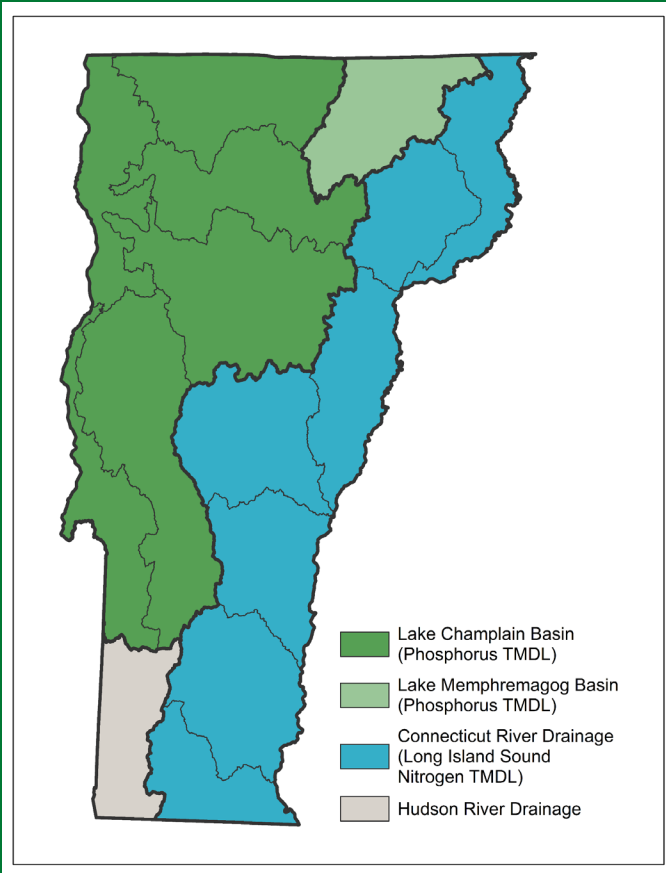 Lake Champlain Basin
(Phosphorus TMDL)
Lake Memphremagog Basin
(Phosphorus TMDL)
Connecticut River Drainage
(Long Island Sound
Nitrogen TMDL)
Hudson River Drainage